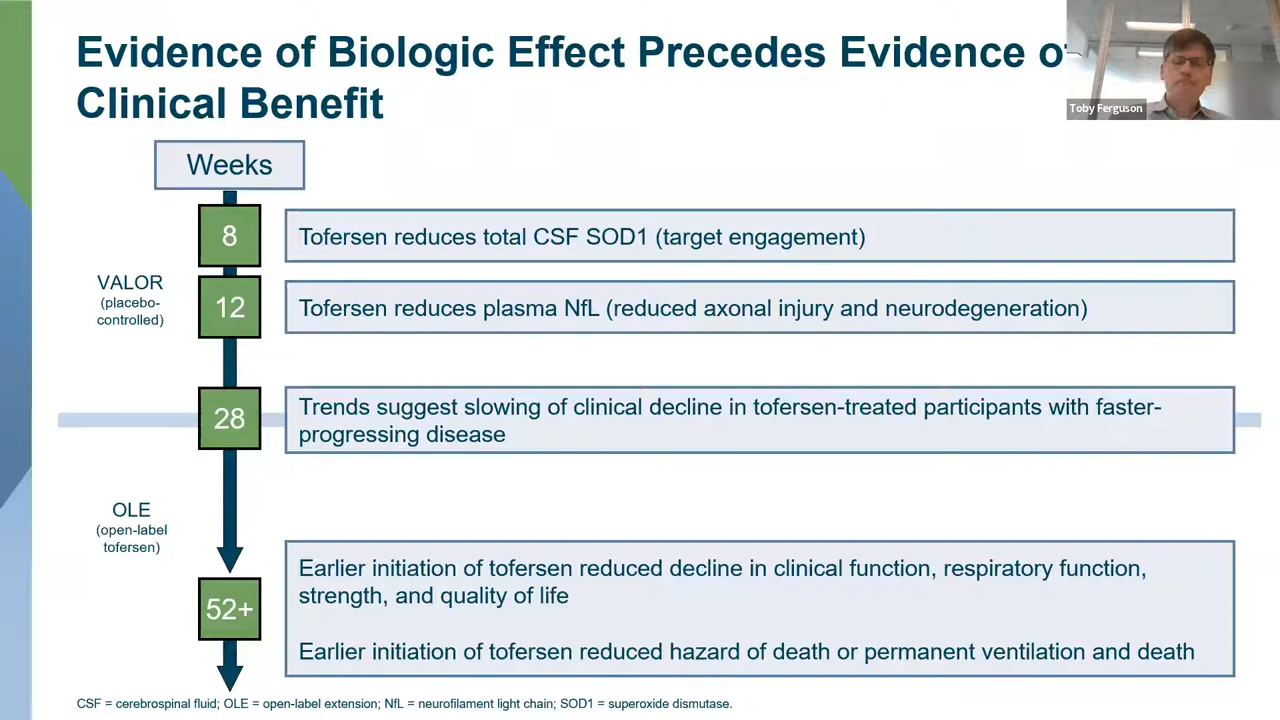 Evidence of Biologic Effect Precedes Evidence of
Clinical Benefit
Toby Ferguson
Weeks
8
Tofersen reduces total CSF SOD1 (target engagement)
VALOR
(placebo-
controlled)
12
Tofersen reduces plasma NfL (reduced axonal injury and neurodegeneration)
28
Trends suggest slowing of clinical decline in tofersen-treated participants with faster-
progressing disease
OLE
(open-label
tofersen)
52+
Earlier initiation of tofersen reduced decline in clinical function, respiratory function,
strength, and quality of life
Earlier initiation of tofersen reduced hazard of death or permanent ventilation and death
CSF = cerebrospinal fluid; OLE = open-label extension; NfL = neurofilament light chain; SOD1 = superoxide dismutase.